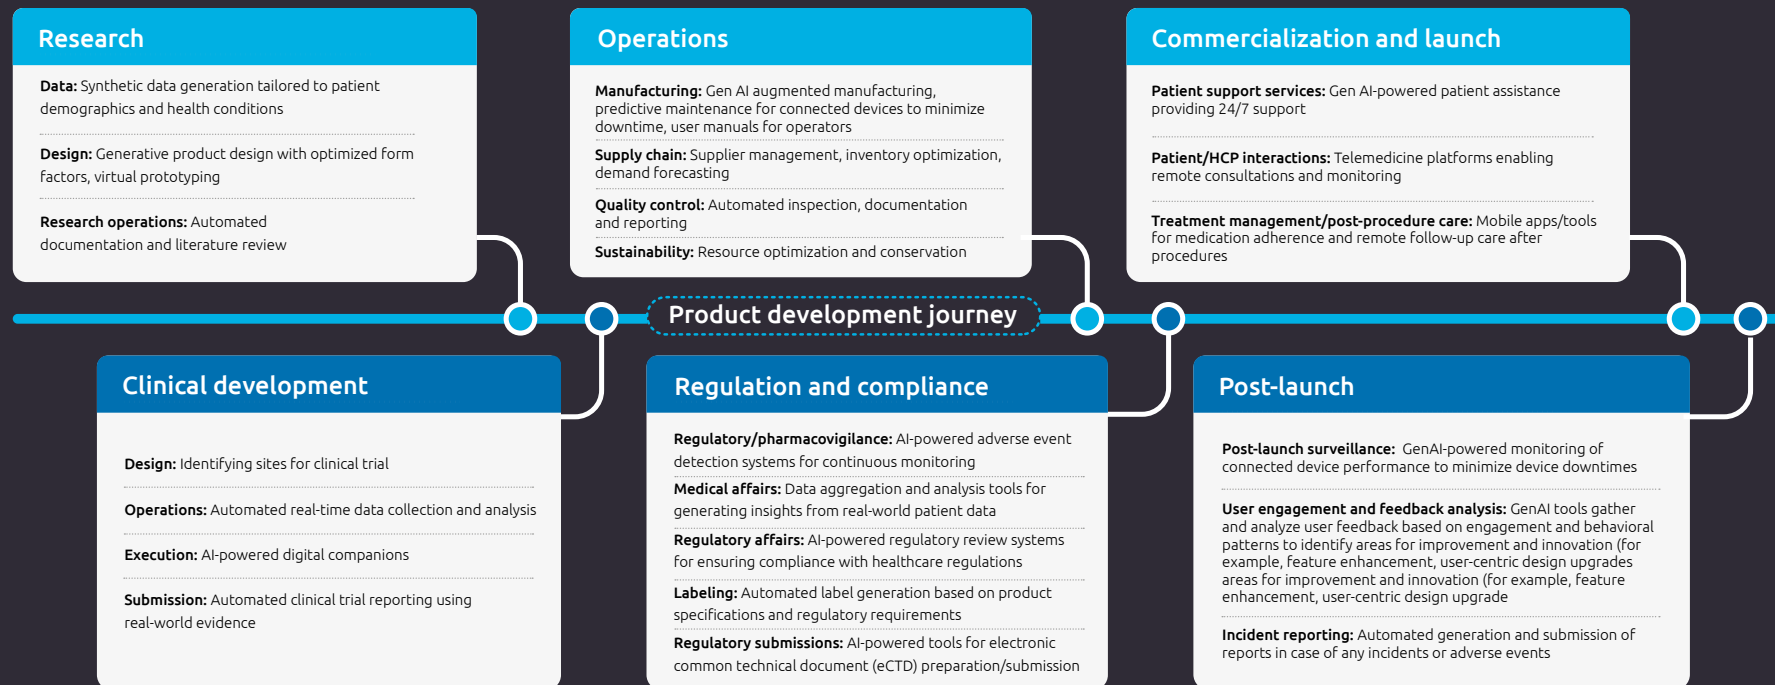 Research
Data: Synthetic data generation tailored to patient
demographics and health conditions
Design: Generative product design with optimized form
factors, virtual prototyping
Research operations: Automated
documentation and literature review
Operations
Manufacturing: Gen AI augmented manufacturing,
predictive maintenance for connected devices to minimize
downtime, user manuals for operators
Supply chain: Supplier management, inventory optimization,
demand forecasting
Quality control: Automated inspection, documentation
and reporting
Sustainability: Resource optimization and conservation
Commercialization and launch
Patient support services: Gen AI-powered patient assistance
providing 24/7 support
Patient/HCP interactions: Telemedicine platforms enabling
remote consultations and monitoring
Treatment management/post-procedure care: Mobile apps/tools
for medication adherence and remote follow-up care after
procedures
Product development journey
Clinical development
Design: Identifying sites for clinical trial
Operations: Automated real-time data collection and analysis
Execution: AI-powered digital companions
Submission: Automated clinical trial reporting using
real-world evidence
Regulation and compliance
Regulatory/pharmacovigilance: AI-powered adverse event
detection systems for continuous monitoring
Medical affairs: Data aggregation and analysis tools for
generating insights from real-world patient data
Regulatory affairs: AI-powered regulatory review systems
for ensuring compliance with healthcare regulations
Labeling: Automated label generation based on product
specifications and regulatory requirements
Regulatory submissions: AI-powered tools for electronic
common technical document (eCTD) preparation/submission
Post-launch
Post-launch surveillance: GenAI-powered monitoring of
connected device performance to minimize device downtimes
User engagement and feedback analysis: GenAI tools gather
and analyze user feedback based on engagement and behavioral
patterns to identify areas for improvement and innovation (for
example, feature enhancement, user-centric design upgrades
areas for improvement and innovation (for example, feature
enhancement, user-centric design upgrade
Incident reporting: Automated generation and submission of
reports in case of any incidents or adverse events